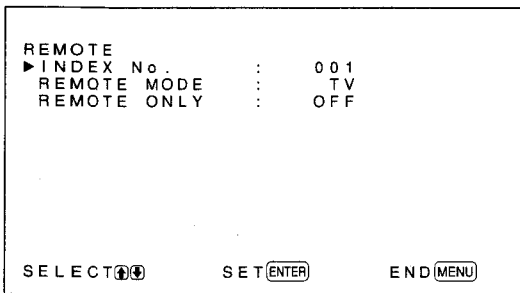 REMOTE
▶INDEX No. : 001
REMOTE MODE : TV
REMOTE ONLY : OFF
SELECT⬆⬇ SET ENTER END MENU